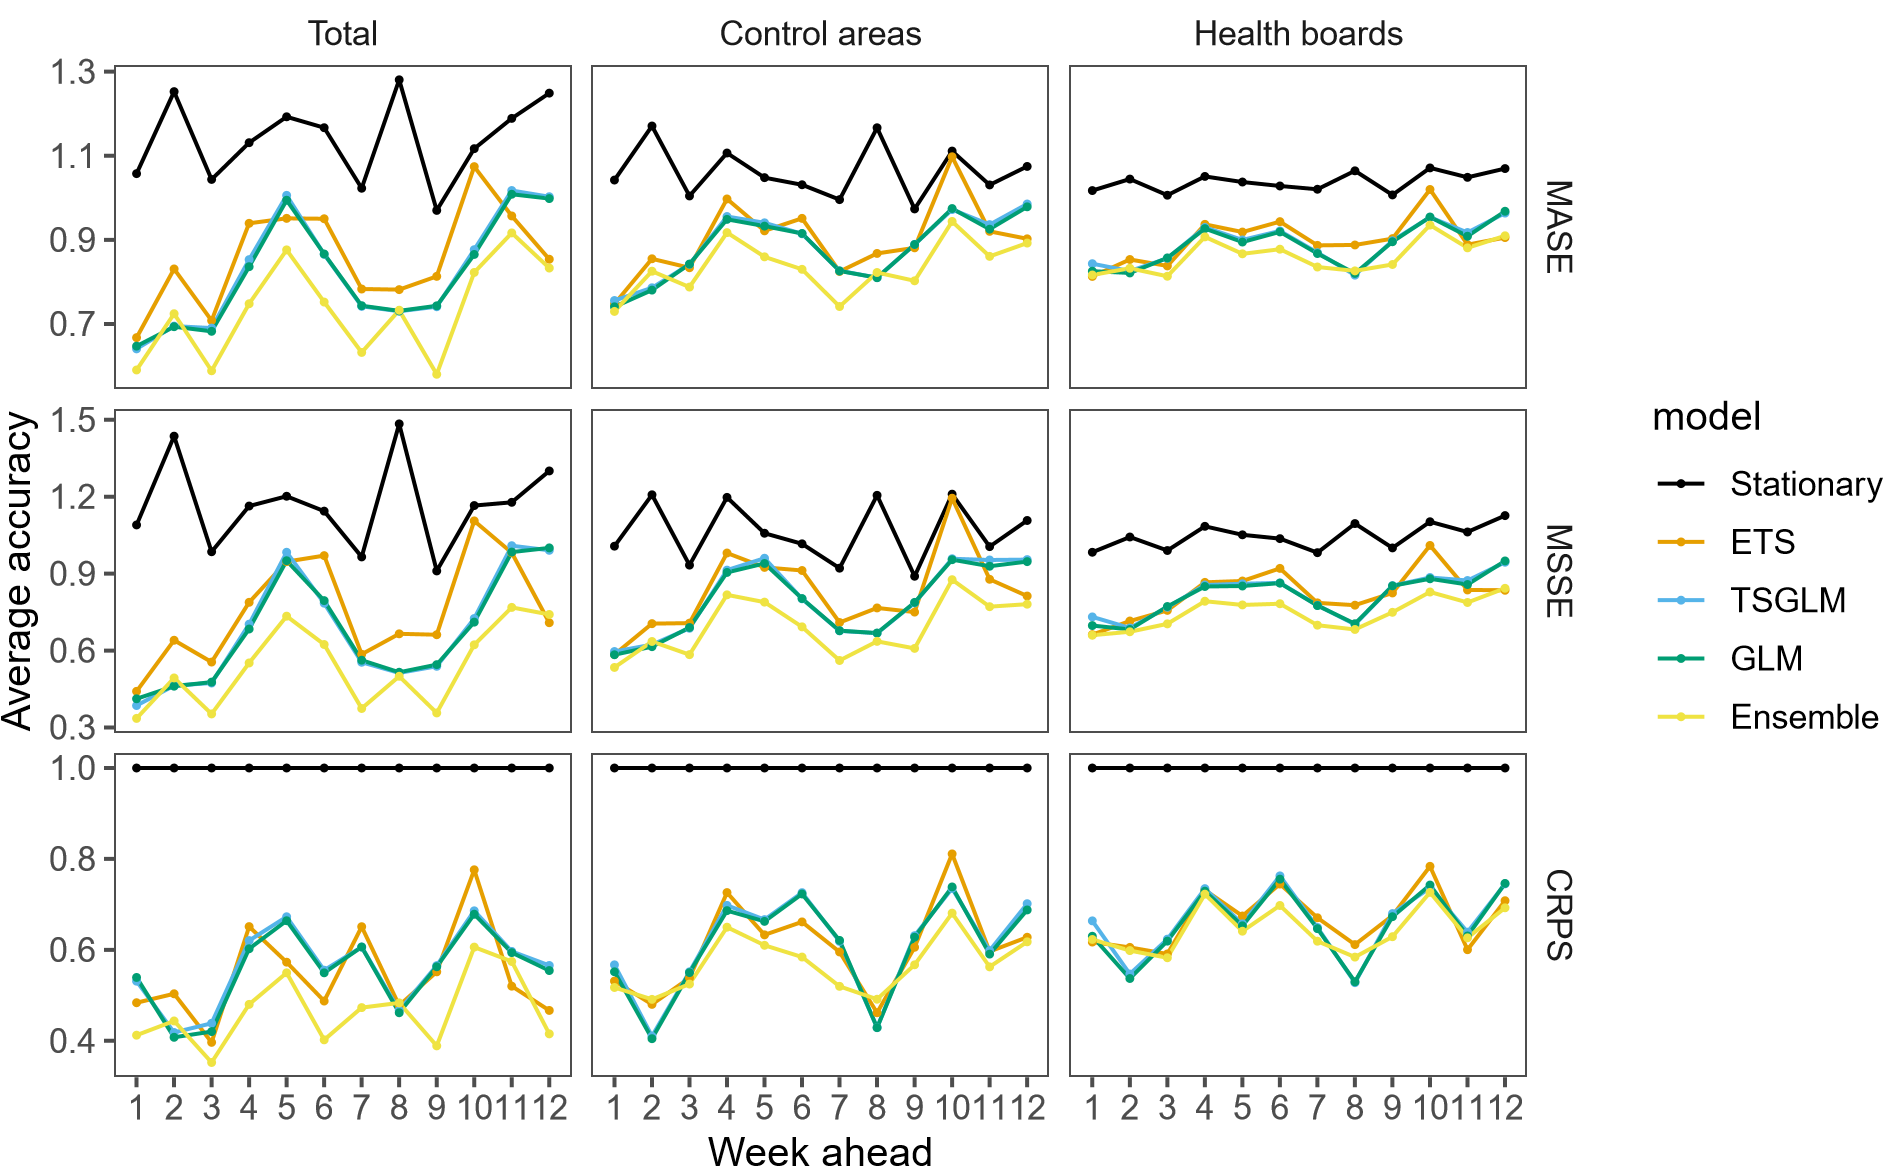 Total
Control areas
Health boards
1.3
1.1
0.9
0.7
MASE
1.5
1.2
0.9
0.6
0.3
MSSE
1.0
0.8
0.6
0.4
CRPS
Average accuracy
1 2 3 4 5 6 7 8 9 10 11 12
1 2 3 4 5 6 7 8 9 10 11 12
1 2 3 4 5 6 7 8 9 10 11 12
Week ahead
model
Stationary
ETS
TSGLM
GLM
Ensemble